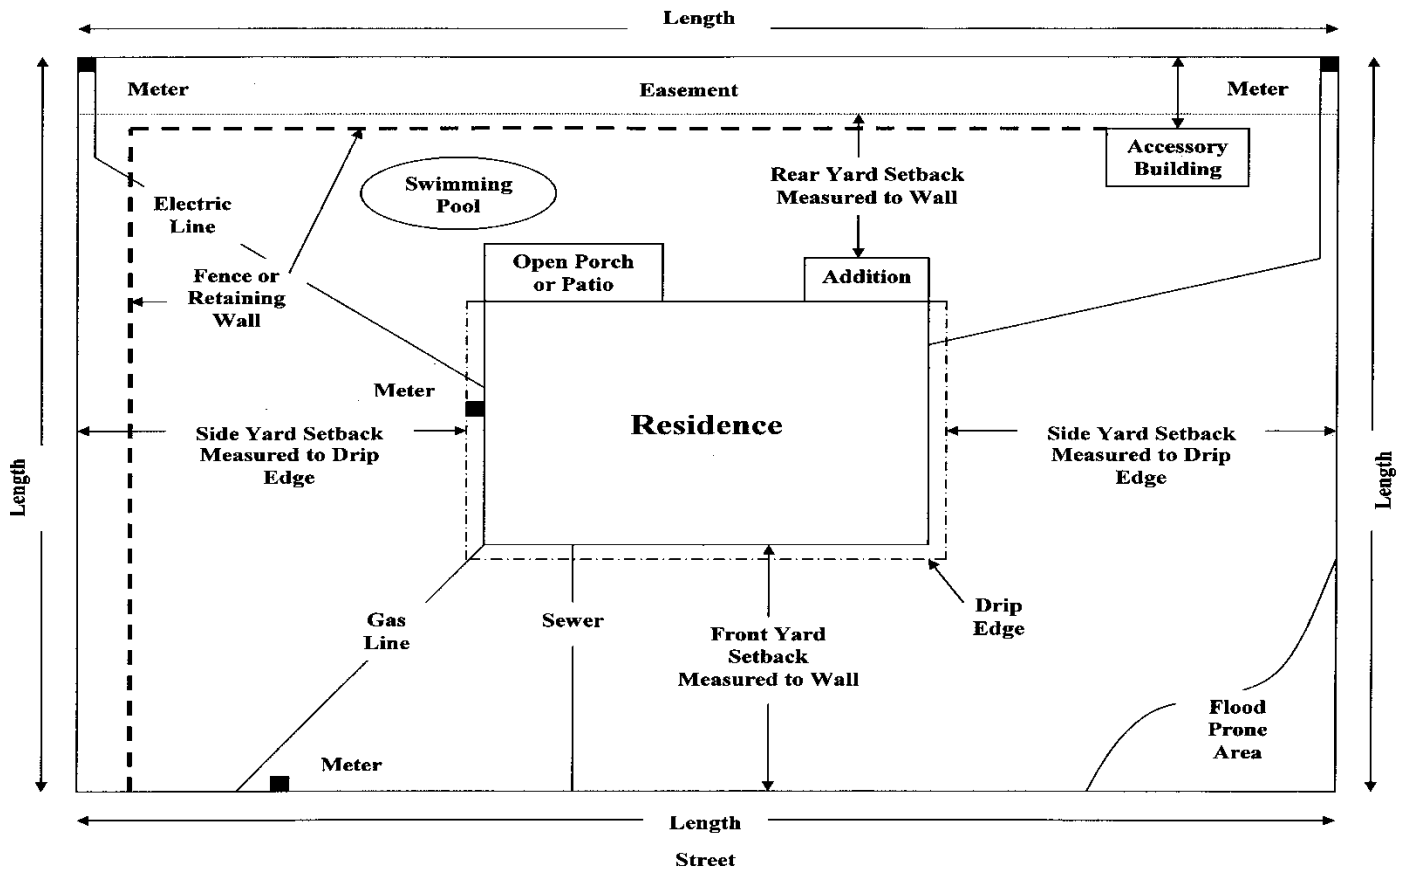 Length
Meter
Easement
Meter
Accessory
Building
Swimming
Pool
Rear Yard Setback
Measured to Wall
Electric
Line
Open Porch
or Patio
Addition
Fence or
Retaining
Wall
Meter
Residence
Side Yard Setback
Measured to Drip
Edge
Side Yard Setback
Measured to Drip
Edge
Length
Length
Gas
Line
Sewer
Front Yard
Setback
Measured to Wall
Drip
Edge
Flood
Prone
Area
Meter
Length
Street